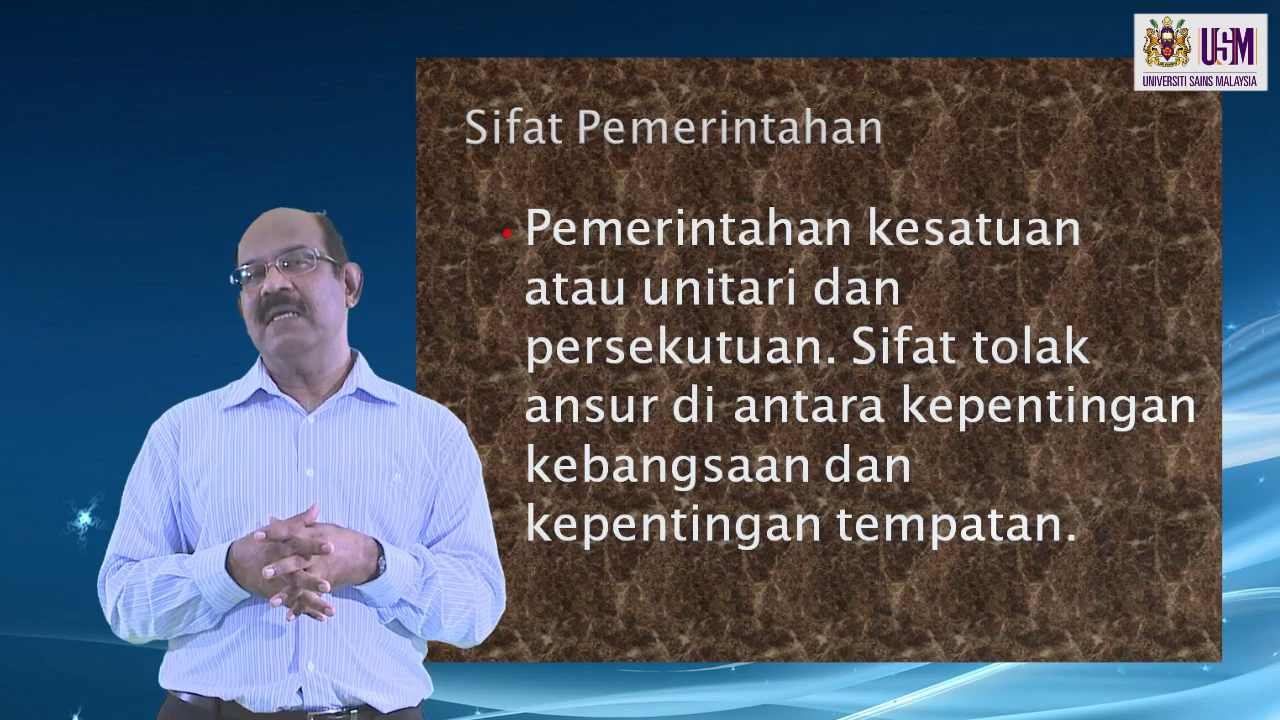 USM
UNIVERSITI SAINS MALAYSIA
Sifat Pemerintahan
• Pemerintahan kesatuan
atau unitari dan
persekutuan. Sifat tolak
ansur di antara kepentingan
kebangsaan dan
kepentingan tempatan.